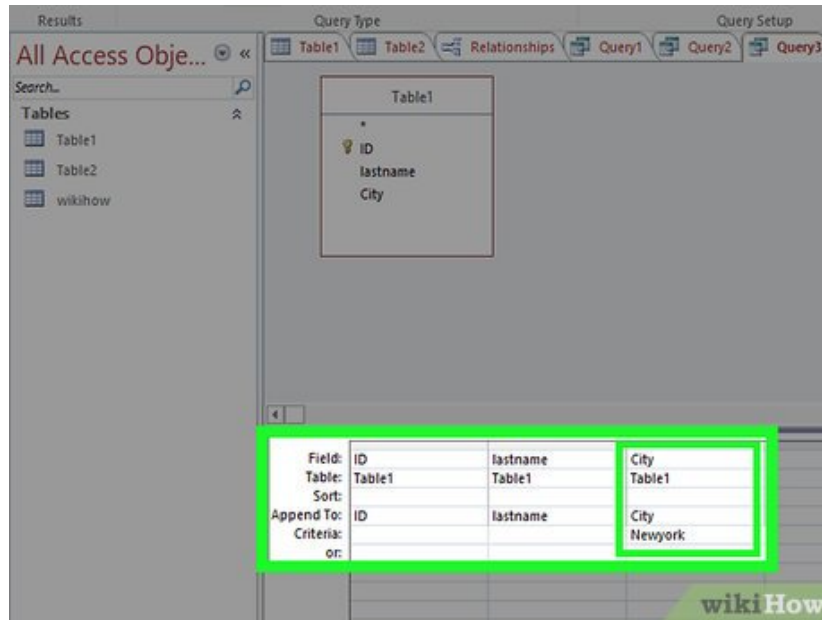 Results Query Type Query Setup
All Access Obje... «
Table1 Table2 Relationships Query1 Query2 Query3
Search...
Tables
Table1
Table2
wikihow
Table1
*
ID
lastname
City
Field: ID lastname City
Table: Table1 Table1 Table1
Sort:
Append To: ID lastname City
Criteria: Newyork
or:
wikiHow